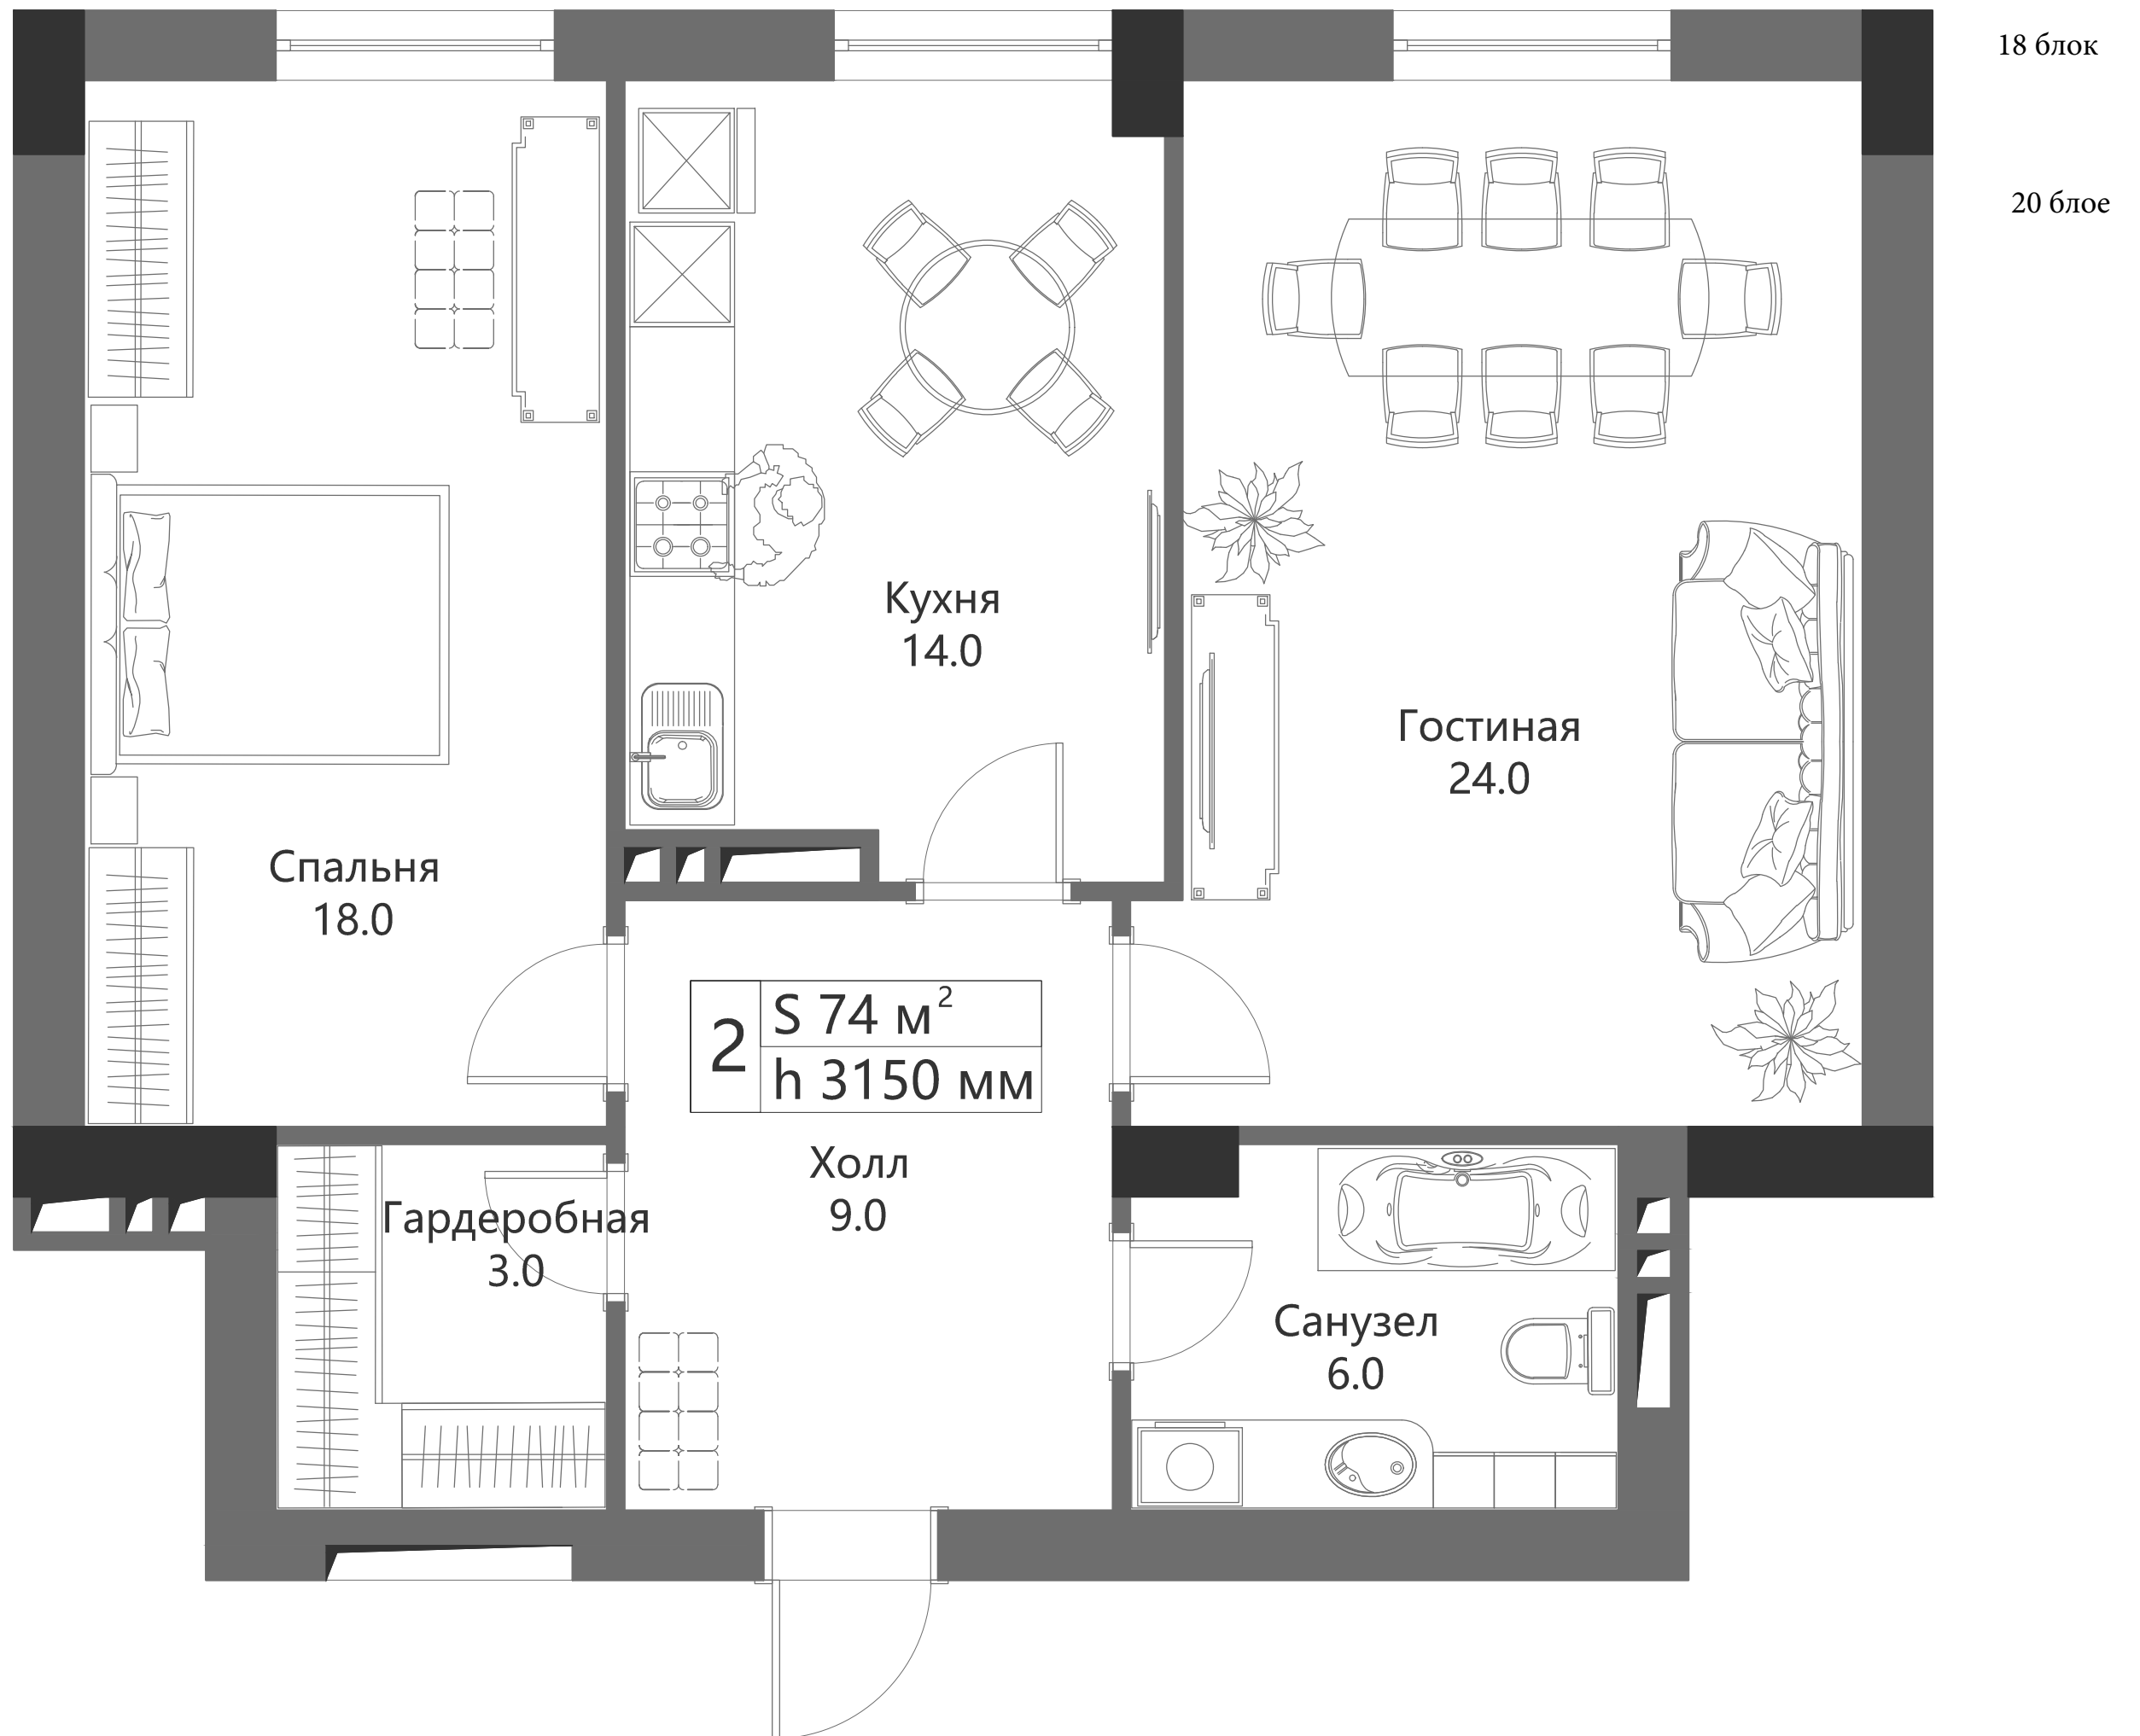 18 блок
20 блое
Кухня
14.0
Гостиная
24.0
Спальня
18.0
2
S 74 м²
h 3150 мм
Холл
9.0
Гардеробная
3.0
Санузел
6.0